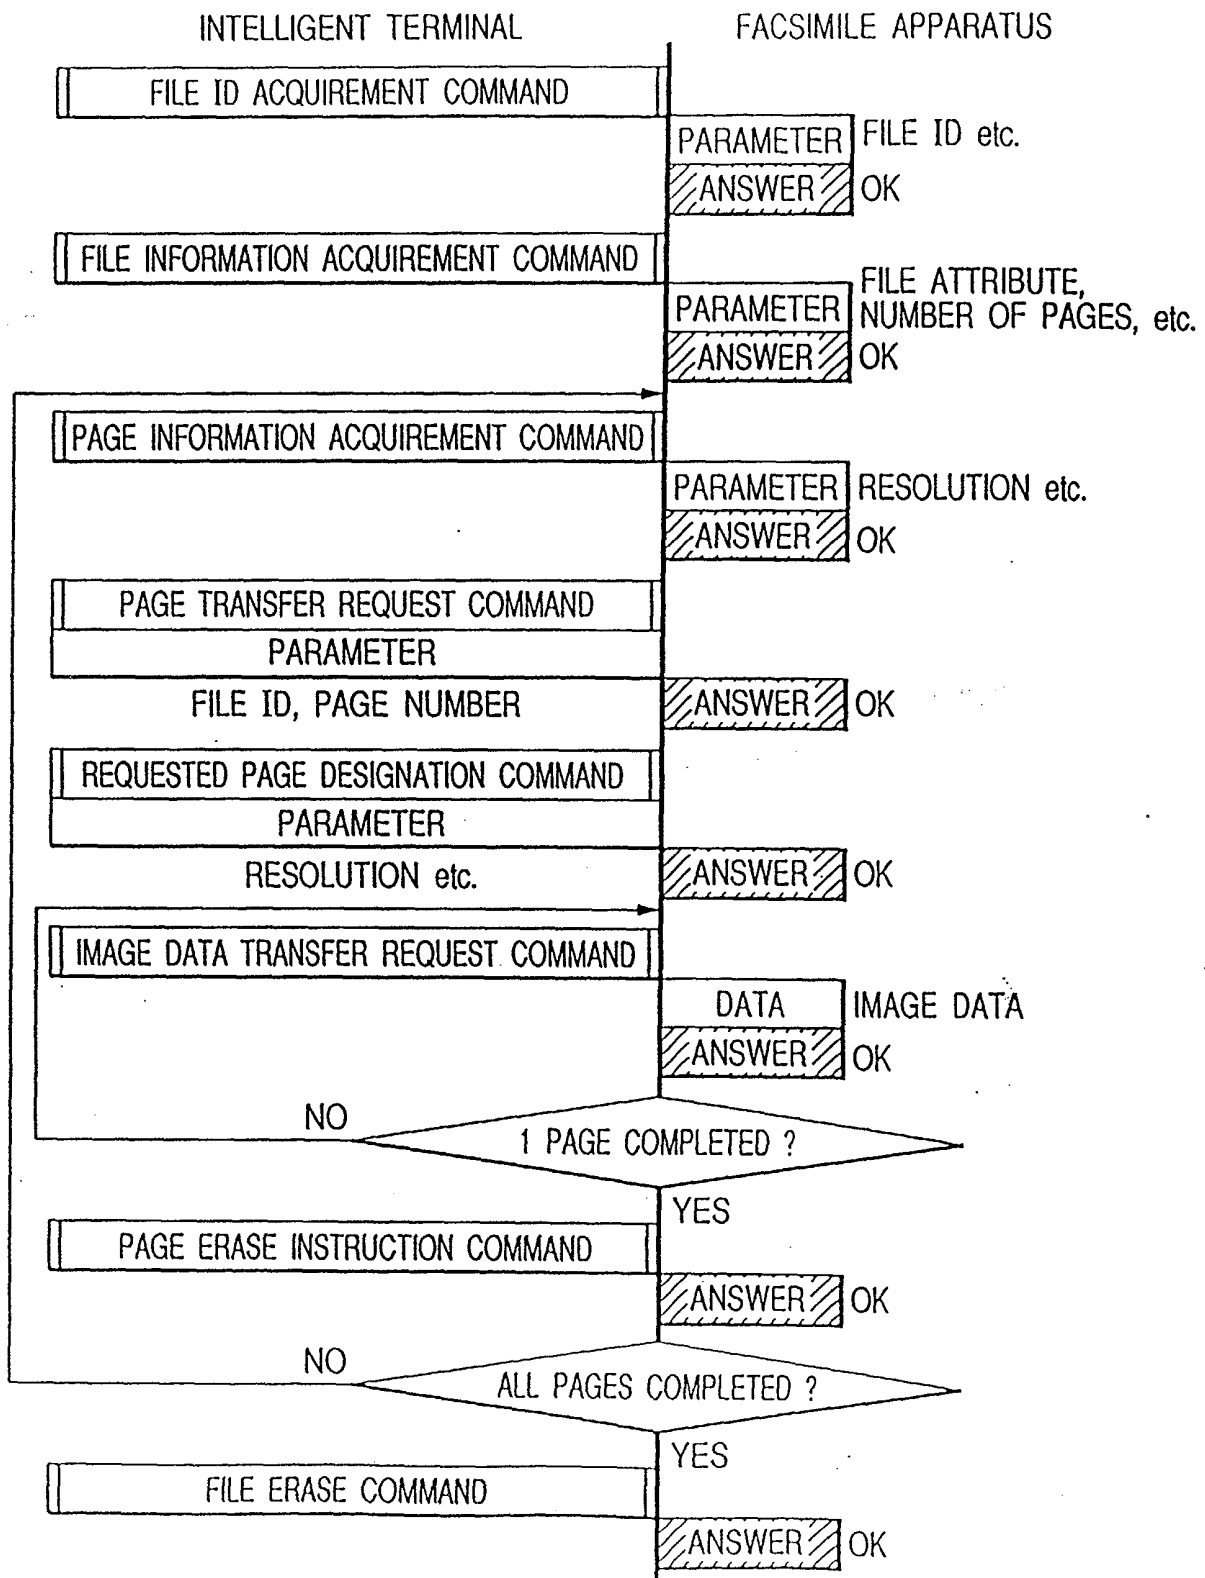 INTELLIGENT TERMINAL FACSIMILE APPARATUS
FILE ID ACQUIREMENT COMMAND
PARAMETER FILE ID etc.
ANSWER OK
FILE INFORMATION ACQUIREMENT COMMAND
FILE ATTRIBUTE,
PARAMETER NUMBER OF PAGES, etc.
ANSWER OK
PAGE INFORMATION ACQUIREMENT COMMAND
PARAMETER RESOLUTION etc.
ANSWER OK
PAGE TRANSFER REQUEST COMMAND
PARAMETER
FILE ID, PAGE NUMBER ANSWER OK
REQUESTED PAGE DESIGNATION COMMAND
PARAMETER
RESOLUTION etc. ANSWER OK
IMAGE DATA TRANSFER REQUEST COMMAND
DATA IMAGE DATA
ANSWER OK
NO 1 PAGE COMPLETED ?
YES
PAGE ERASE INSTRUCTION COMMAND
ANSWER OK
NO ALL PAGES COMPLETED ?
YES
FILE ERASE COMMAND
ANSWER OK